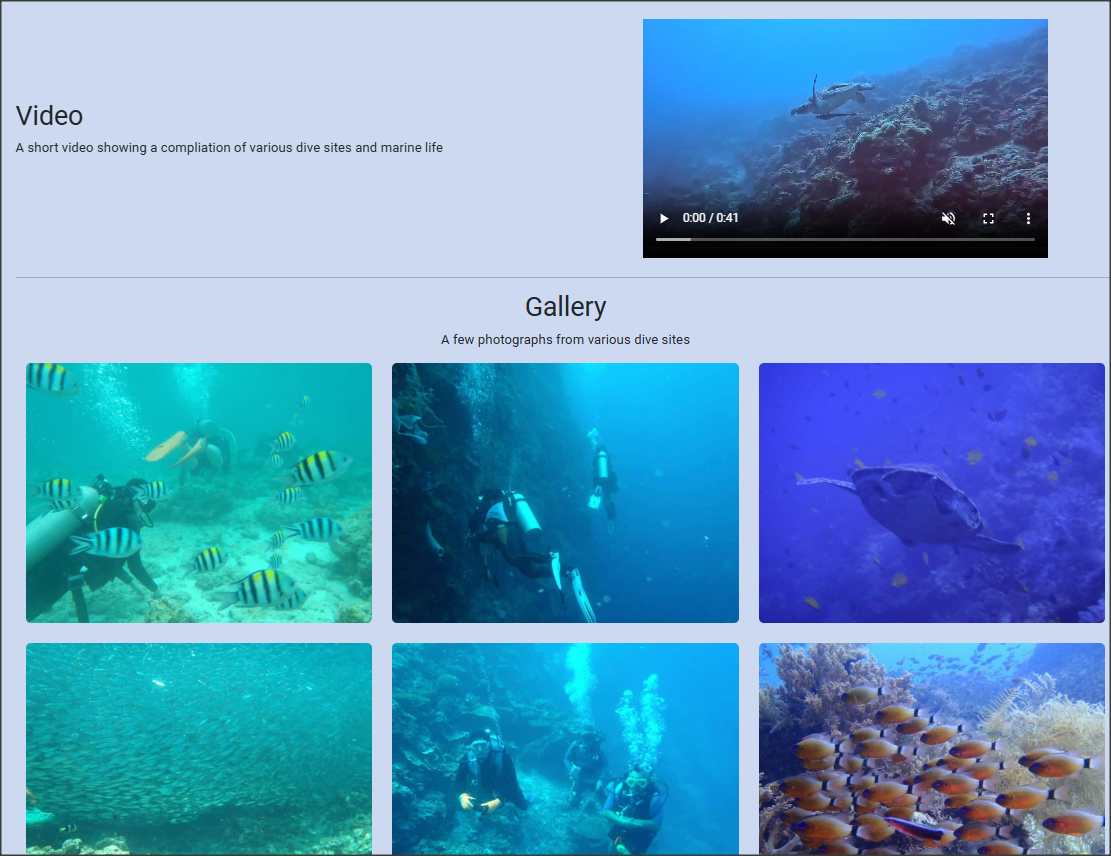 Video
A short video showing a compliation of various dive sites and marine life
0:00 / 0:41
Gallery
A few photographs from various dive sites